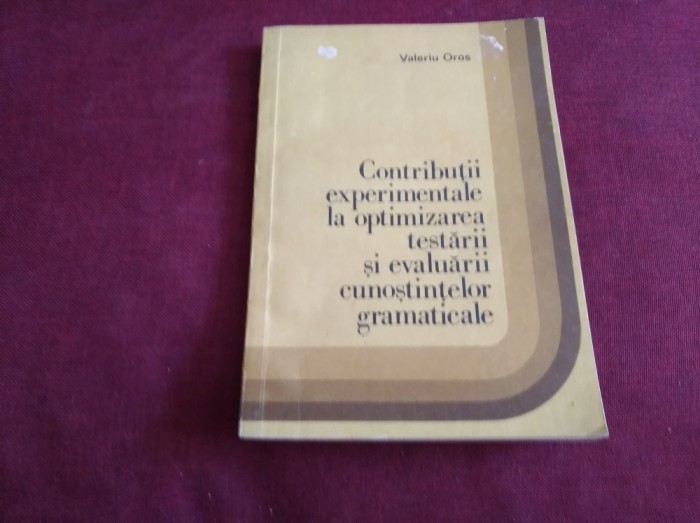 Valeriu Oros
Contribuții
experimentale
la optimizarea
testării
și evaluării
cunoștințelor
gramaticale